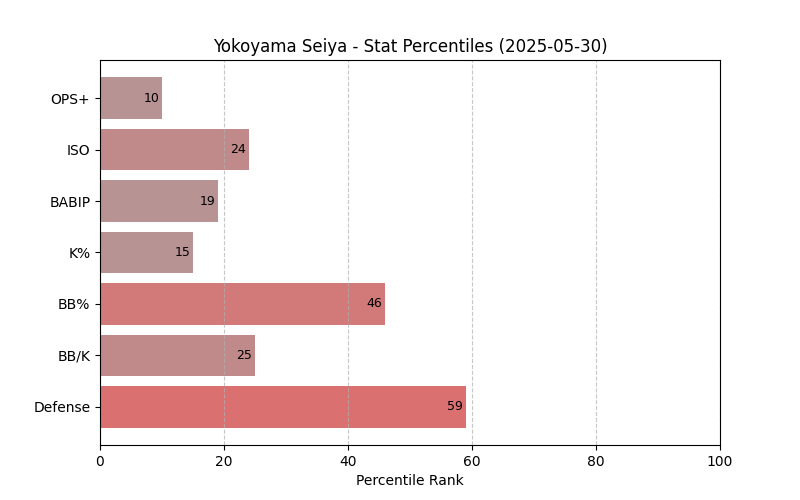 Yokoyama Seiya - Stat Percentiles (2025-05-30)
OPS+ 10
ISO 24
BABIP 19
K% 15
BB% 46
BB/K 25
Defense 59
0 20 40 60 80 100
Percentile Rank